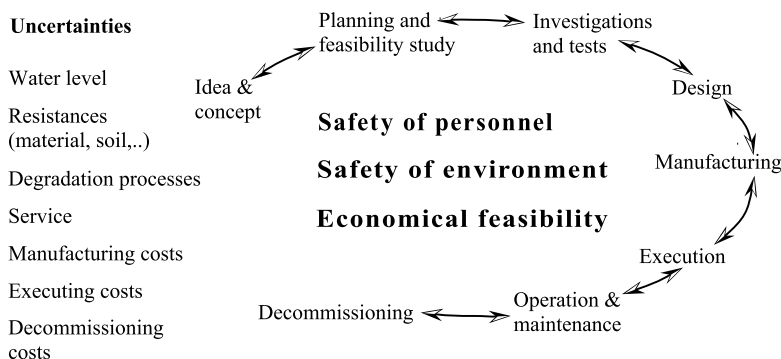 Uncertainties
Water level
Resistances
(material, soil,..)
Degradation processes
Service
Manufacturing costs
Executing costs
Decommissioning
costs
Idea &
concept
Planning and
feasibility study
Investigations
and tests
Design
Manufacturing
Execution
Operation &
maintenance
Decommissioning
Safety of personnel
Safety of environment
Economical feasibility